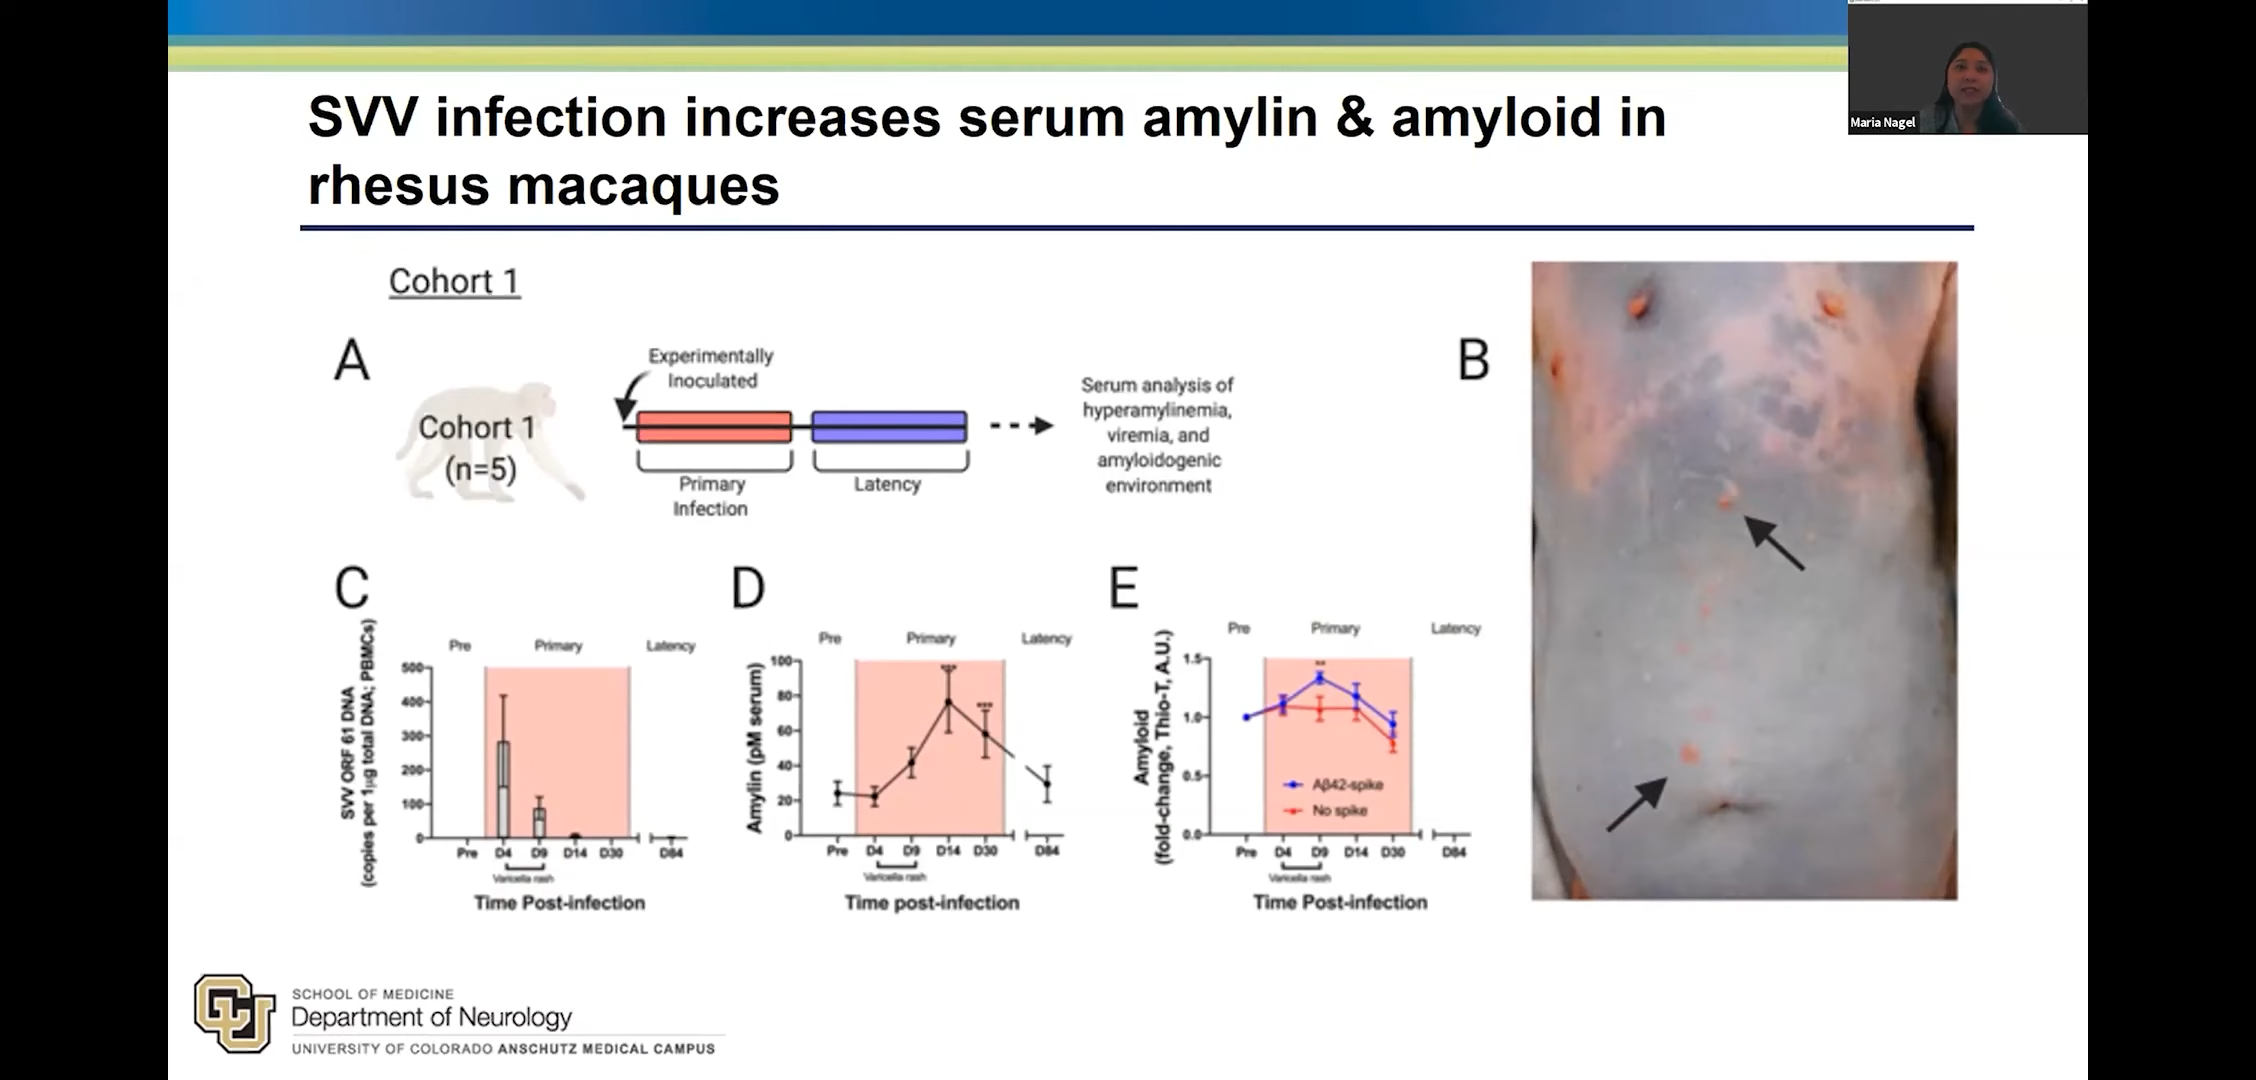 Maria Nagel
SVV infection increases serum amylin & amyloid in
rhesus macaques
Cohort 1
A
Cohort 1
(n=5)
Experimentally
Inoculated
Primary
Infection
Latency
Serum analysis of
hyperamylinemia,
viremia, and
amyloidogenic
environment
B
C
SVV ORF 61 DNA
(copies per 1µg total DNA; PBMCs)
Pre Primary Latency
500
400
300
200
100
0
Pre D4 D9 D14 D30 D84
Varicella rash
Time Post-infection
D
Amylin (pM serum)
Pre Primary Latency
100
80
60
40
20
0
***
***
Pre D4 D9 D14 D30 D84
Varicella rash
Time post-infection
E
Amyloid
(fold-change, Thio-T, A.U.)
Pre Primary Latency
1.5
1.0
0.5
0.0
**
Aβ42-spike
No spike
Pre D4 D9 D14 D30 D84
Varicella rash
Time Post-infection
CU
SCHOOL OF MEDICINE
Department of Neurology
UNIVERSITY OF COLORADO ANSCHUTZ MEDICAL CAMPUS